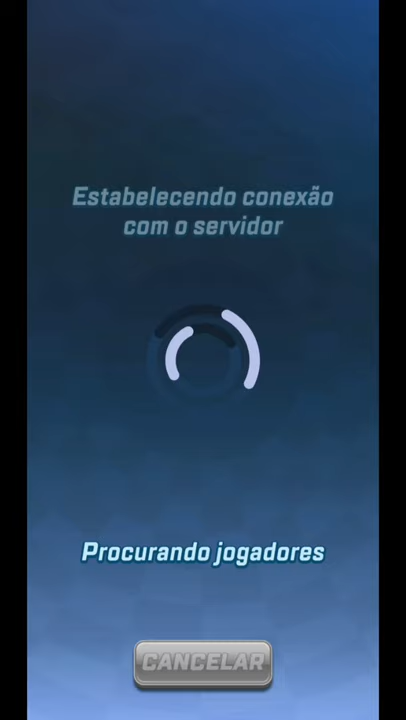 Estabelecendo conexão
com o servidor
Procurando jogadores
CANCELAR